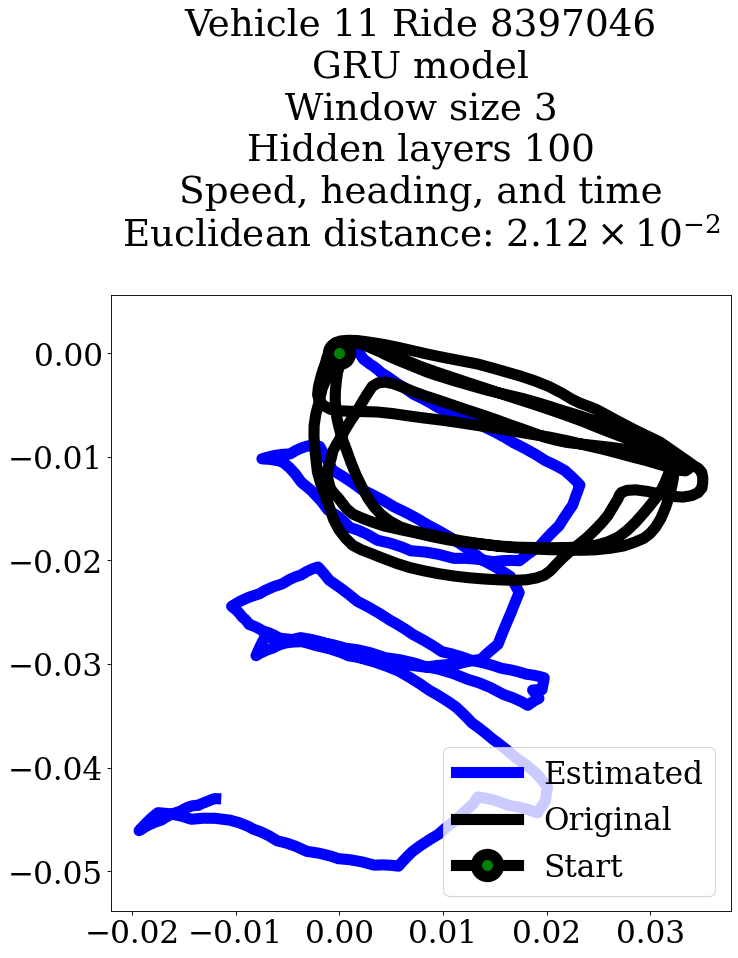 Vehicle 11 Ride 8397046
GRU model
Window size 3
Hidden layers 100
Speed, heading, and time
Euclidean distance: 2.12 × 10⁻²
0.00
−0.01
−0.02
−0.03
−0.04
−0.05
Estimated
Original
Start
−0.02 −0.01 0.00 0.01 0.02 0.03